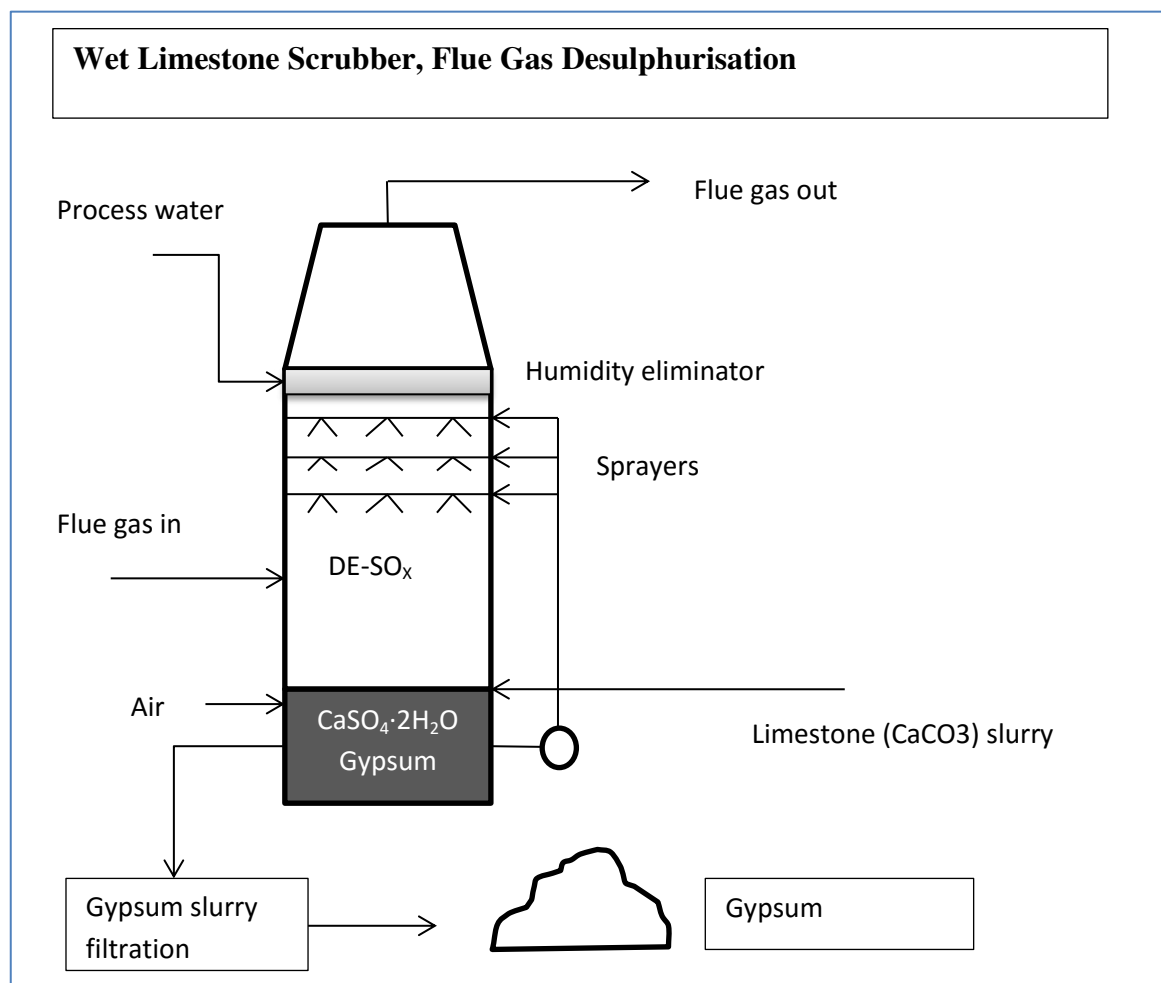 Wet Limestone Scrubber, Flue Gas Desulphurisation
Flue gas out
Process water
Humidity eliminator
Sprayers
Flue gas in
DE-SOₓ
Air
CaSO₄·2H₂O
Gypsum
Limestone (CaCO3) slurry
Gypsum slurry
filtration
Gypsum